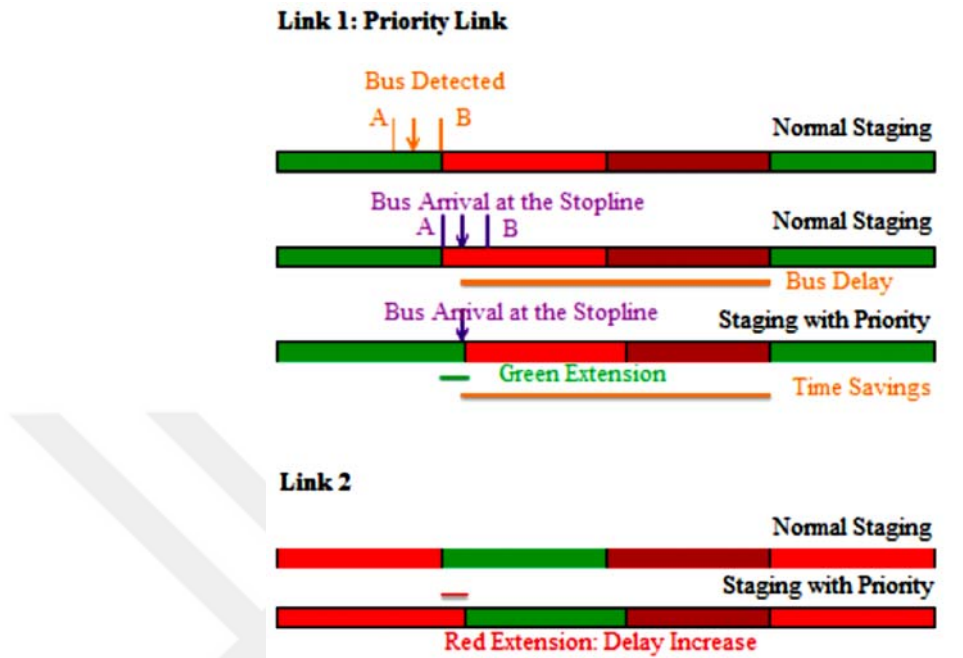 Link 1: Priority Link
Bus Detected
A B
Normal Staging
Bus Arrival at the Stopline
A B
Normal Staging
Bus Delay
Bus Arrival at the Stopline
Staging with Priority
Green Extension
Time Savings
Link 2
Normal Staging
Staging with Priority
Red Extension: Delay Increase